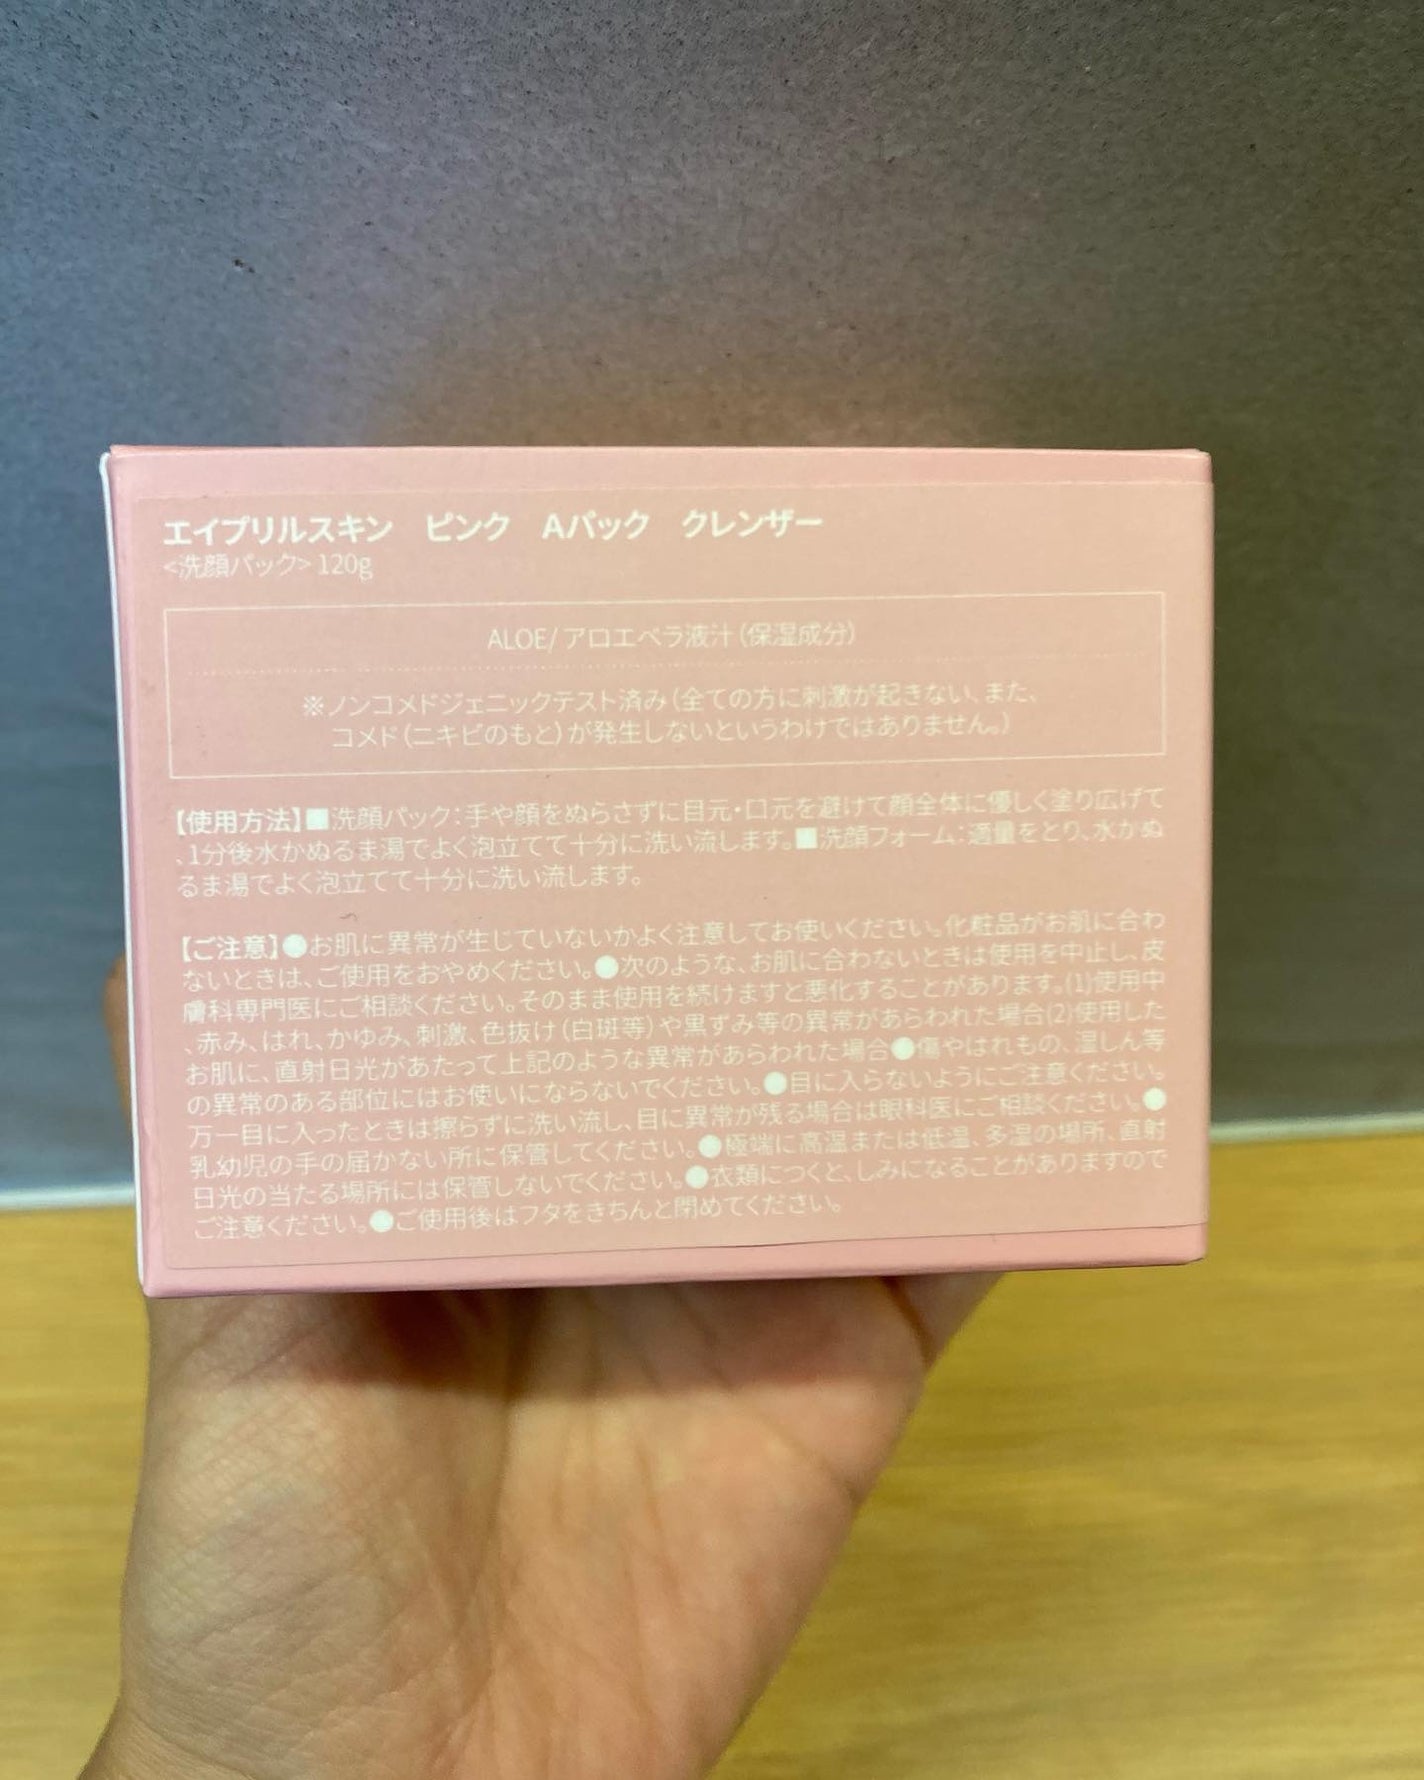 エイプリルスキン　ピンク　Aパック　クレンザー
<洗顔パック> 120g
ALOE/アロエベラ液汁（保湿成分）
※ノンコメドジェニックテスト済み（全ての方に刺激が起きない、また、
コメド（ニキビのもと）が発生しないというわけではありません。）
【使用方法】■洗顔パック：手や顔をぬらさずに目元・口元を避けて顔全体に優しく塗り広げて
、1分後水かぬるま湯でよく泡立てて十分に洗い流します。■洗顔フォーム：適量をとり、水かぬ
るま湯でよく泡立てて十分に洗い流します。
【ご注意】●お肌に異常が生じていないかよく注意してお使いください。化粧品がお肌に合わ
ないときは、ご使用をおやめください。●次のような、お肌に合わないときは使用を中止し、皮
膚科専門医にご相談ください。そのまま使用を続けますと悪化することがあります。(1)使用中
、赤み、はれ、かゆみ、刺激、色抜け（白斑等）や黒ずみ等の異常があらわれた場合(2)使用した
お肌に、直射日光があたって上記のような異常があらわれた場合●傷やはれもの、湿しん等
の異常のある部位にはお使いにならないでください。●目に入らないようにご注意ください。
万一目に入ったときは擦らずに洗い流し、目に異常が残る場合は眼科医にご相談ください。●
乳幼児の手の届かない所に保管してください。●極端に高温または低温、多湿の場所、直射
日光の当たる場所には保管しないでください。●衣類につくと、しみになることがありますので
ご注意ください。●ご使用後はフタをきちんと閉めてください。